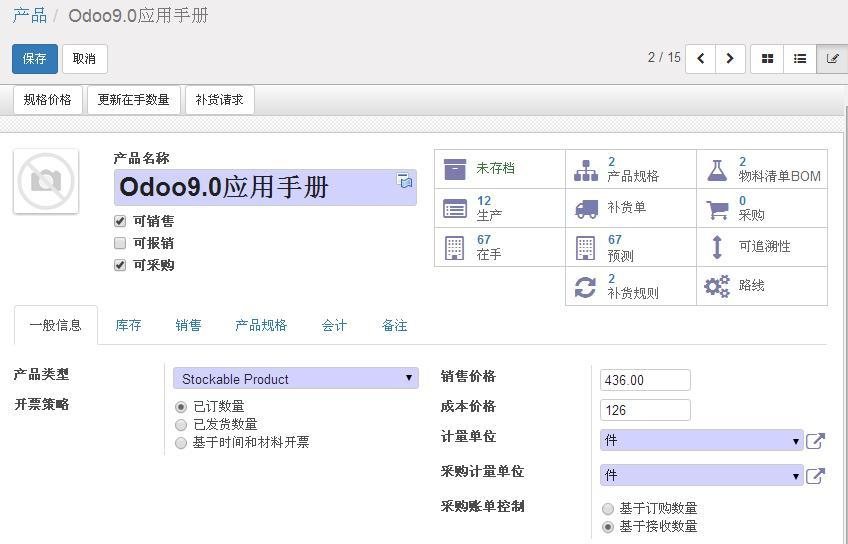 产品 / Odoo9.0应用手册
保存 取消 2 / 15
规格价格 更新在手数量 补货请求
产品名称
Odoo9.0应用手册
可销售
可报销
可采购
未存档 2 产品规格 2 物料清单BOM
12 生产 补货单 0 采购
67 在手 67 预测 可追溯性
2 补货规则 路线
一般信息 库存 销售 产品规格 会计 备注
产品类型 Stockable Product 销售价格 436.00
开票策略 已订数量 成本价格 126
已发货数量 计量单位 件
基于时间和材料开票
采购计量单位 件
采购账单控制 基于订购数量
基于接收数量